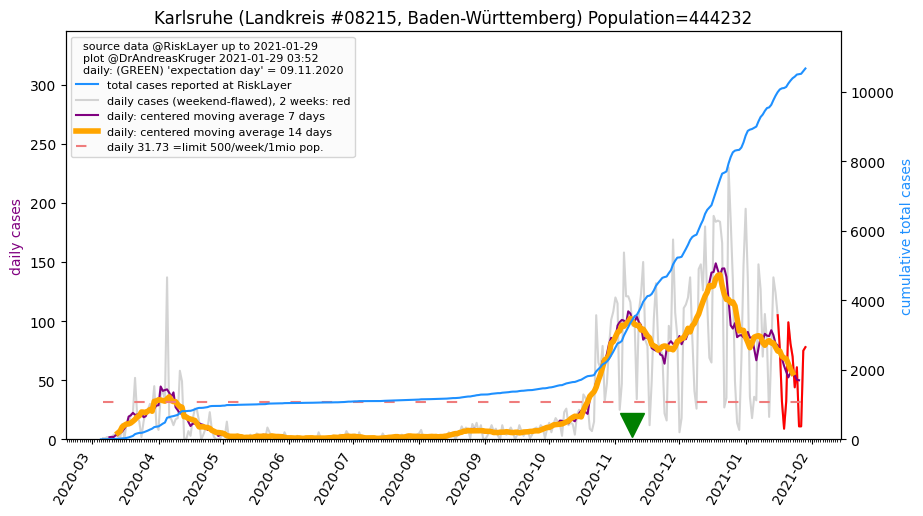 Karlsruhe (Landkreis #08215, Baden-Württemberg) Population=444232
source data @RiskLayer up to 2021-01-29
plot @DrAndreasKruger 2021-01-29 03:52
daily: (GREEN) 'expectation day' = 09.11.2020
total cases reported at RiskLayer
daily cases (weekend-flawed), 2 weeks: red
daily: centered moving average 7 days
daily: centered moving average 14 days
daily 31.73 =limit 500/week/1mio pop.
daily cases
300
250
200
150
100
50
0
cumulative total cases
10000
8000
6000
4000
2000
0
2020-03
2020-04
2020-05
2020-06
2020-07
2020-08
2020-09
2020-10
2020-11
2020-12
2021-01
2021-02